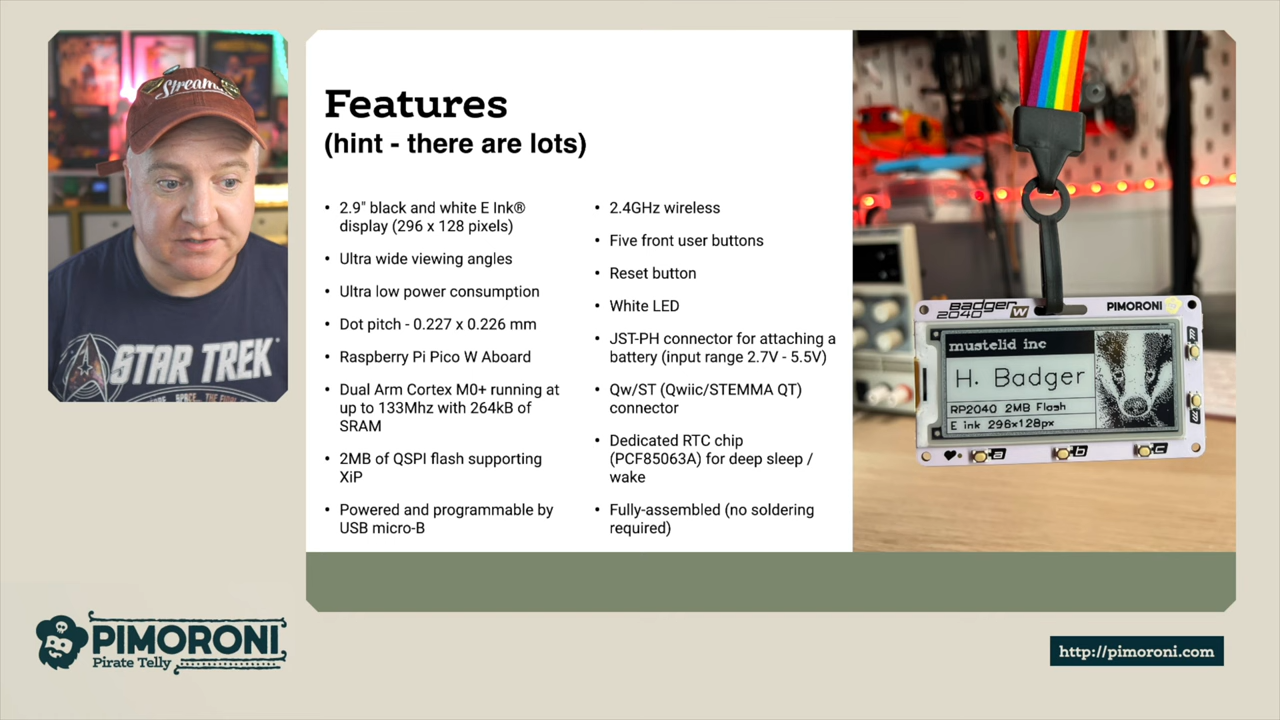 Stream
STAR TREK
SPACE... THE FINAL
Features
(hint - there are lots)
• 2.9" black and white E Ink®
display (296 x 128 pixels)
• Ultra wide viewing angles
• Ultra low power consumption
• Dot pitch - 0.227 x 0.226 mm
• Raspberry Pi Pico W Aboard
• Dual Arm Cortex M0+ running at
up to 133Mhz with 264kB of
SRAM
• 2MB of QSPI flash supporting
XiP
• Powered and programmable by
USB micro-B
• 2.4GHz wireless
• Five front user buttons
• Reset button
• White LED
• JST-PH connector for attaching a
battery (input range 2.7V - 5.5V)
• Qw/ST (Qwiic/STEMMA QT)
connector
• Dedicated RTC chip
(PCF85063A) for deep sleep /
wake
• Fully-assembled (no soldering
required)
Badger
2040 W
PIMORONI
mustelid inc
H. Badger
RP2040 2MB Flash
E ink 296x128px
a b c
PIMORONI
Pirate Telly
http://pimoroni.com